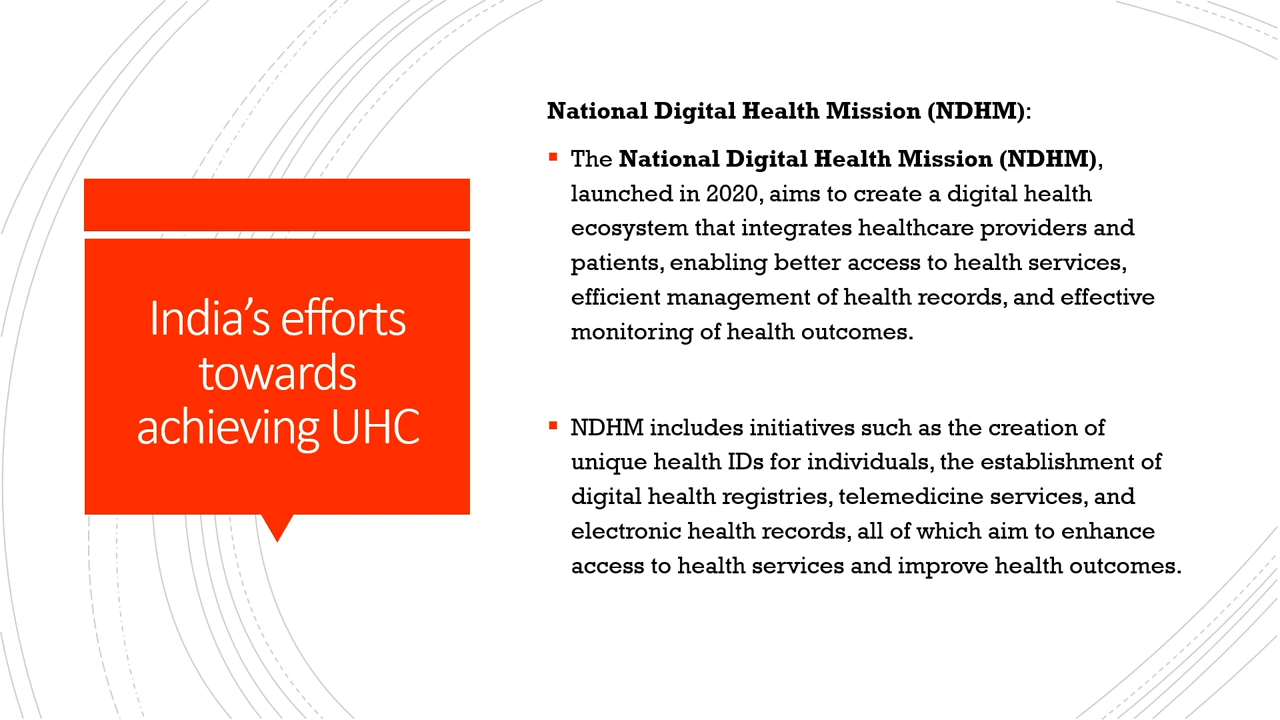 India’s efforts
towards
achieving UHC
National Digital Health Mission (NDHM):
▪ The National Digital Health Mission (NDHM),
launched in 2020, aims to create a digital health
ecosystem that integrates healthcare providers and
patients, enabling better access to health services,
efficient management of health records, and effective
monitoring of health outcomes.
▪ NDHM includes initiatives such as the creation of
unique health IDs for individuals, the establishment of
digital health registries, telemedicine services, and
electronic health records, all of which aim to enhance
access to health services and improve health outcomes.